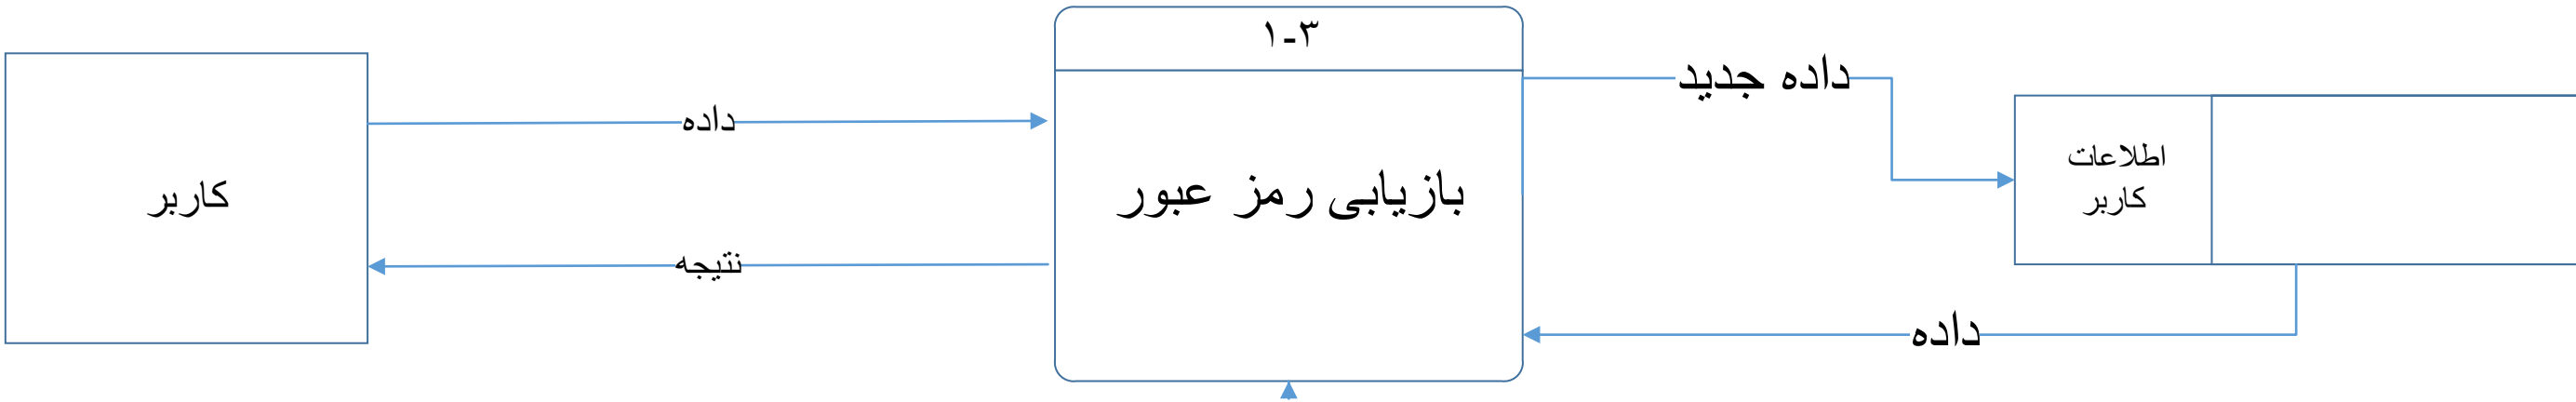 ۱-۳
داده جدید
داده
اطلاعات
کاربر
بازیابی رمز عبور
کاربر
نتیجه
داده